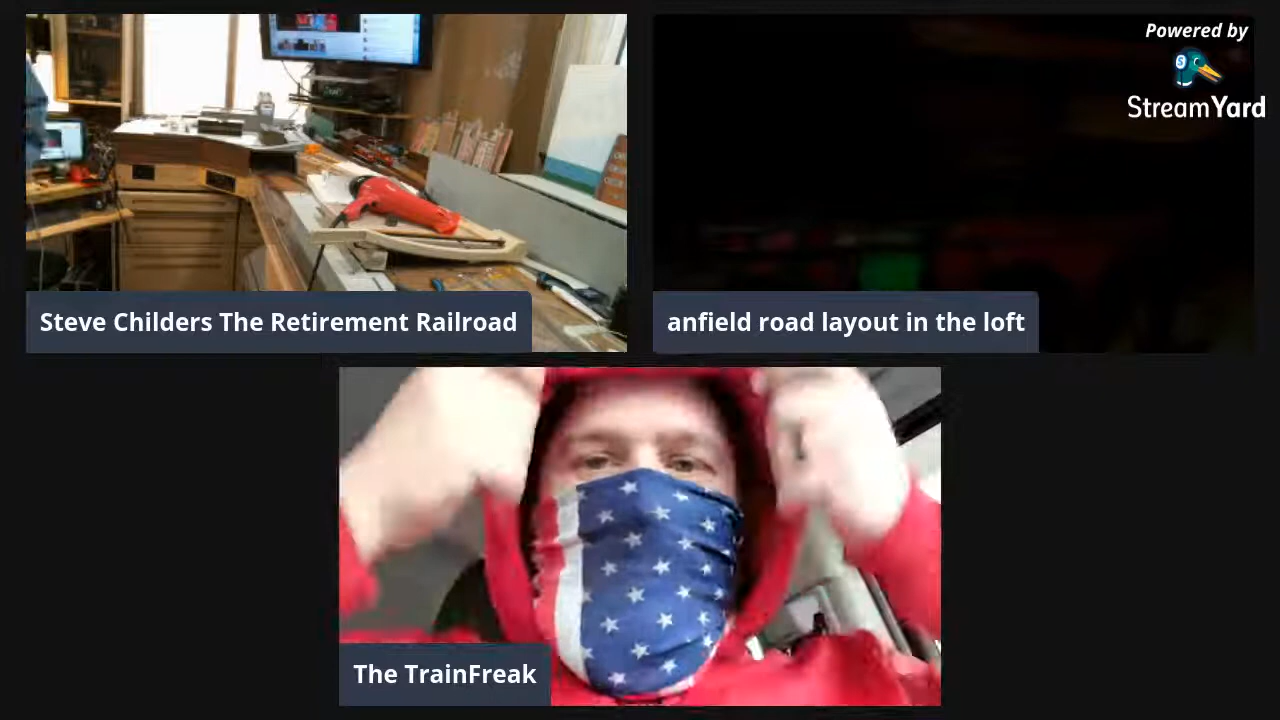 Powered by
StreamYard
Steve Childers The Retirement Railroad
anfield road layout in the loft
The TrainFreak